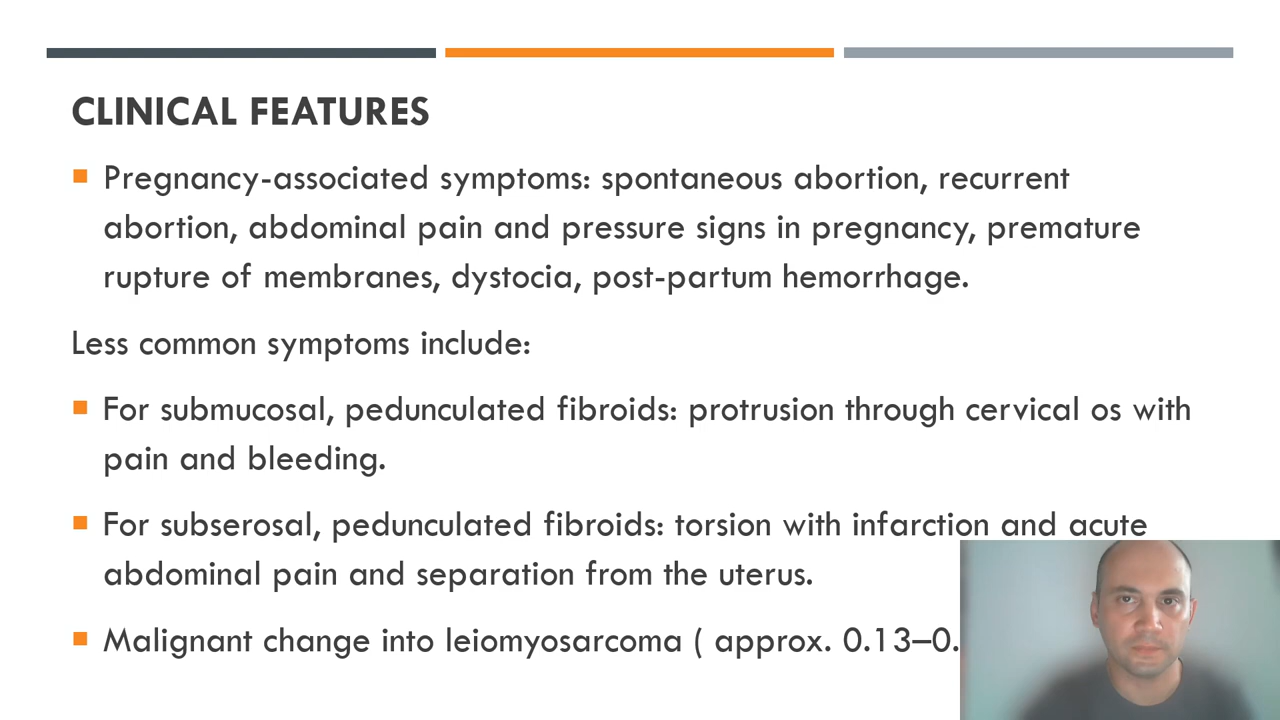 CLINICAL FEATURES
Pregnancy-associated symptoms: spontaneous abortion, recurrent
abortion, abdominal pain and pressure signs in pregnancy, premature
rupture of membranes, dystocia, post-partum hemorrhage.
Less common symptoms include:
For submucosal, pedunculated fibroids: protrusion through cervical os with
pain and bleeding.
For subserosal, pedunculated fibroids: torsion with infarction and acute
abdominal pain and separation from the uterus.
Malignant change into leiomyosarcoma ( approx. 0.13–0.